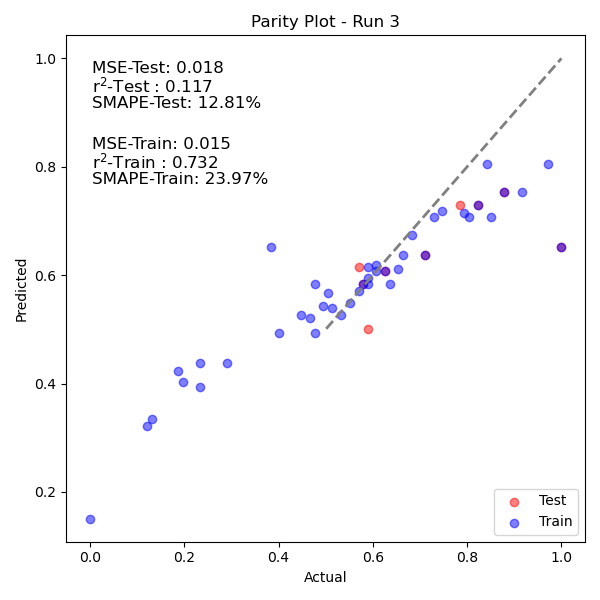 Parity Plot - Run 3
MSE-Test: 0.018
r²-Test : 0.117
SMAPE-Test: 12.81%
MSE-Train: 0.015
r²-Train : 0.732
SMAPE-Train: 23.97%
Predicted
1.0
0.8
0.6
0.4
0.2
Test
Train
0.0 0.2 0.4 0.6 0.8 1.0
Actual